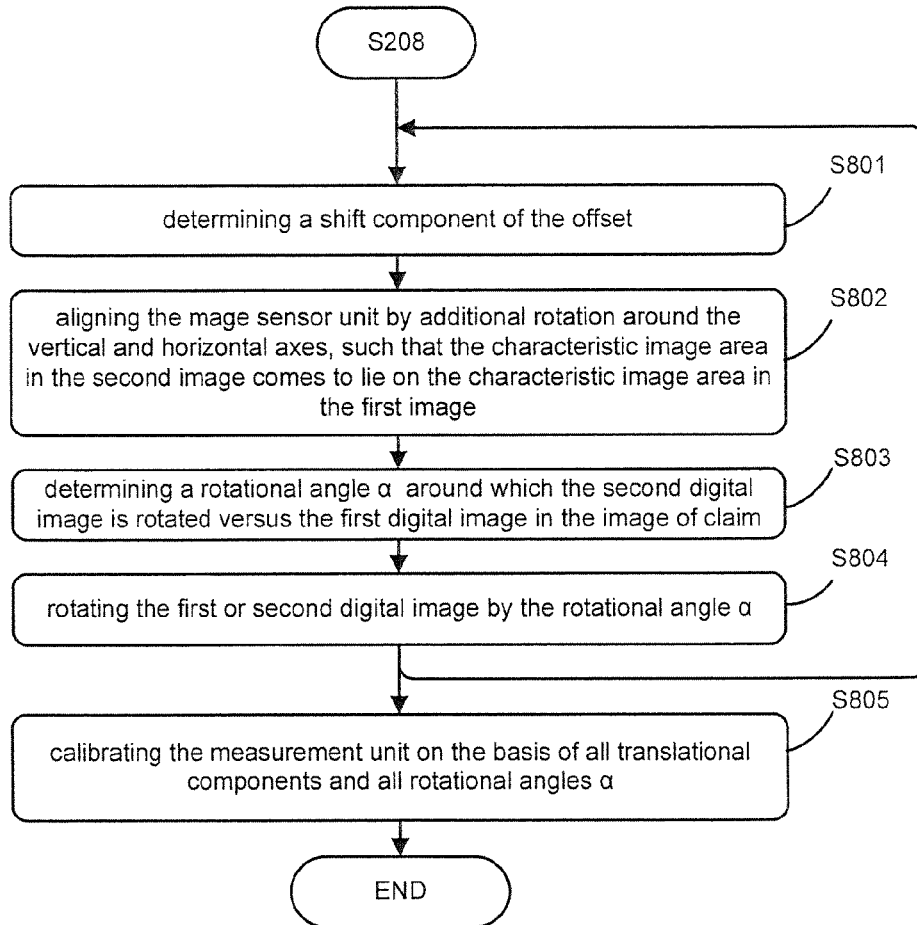 S208
S801
determining a shift component of the offset
S802
aligning the mage sensor unit by additional rotation around the
vertical and horizontal axes, such that the characteristic image area
in the second image comes to lie on the characteristic image area in
the first image
S803
determining a rotational angle α around which the second digital
image is rotated versus the first digital image in the image of claim
S804
rotating the first or second digital image by the rotational angle α
S805
calibrating the measurement unit on the basis of all translational
components and all rotational angles α
END